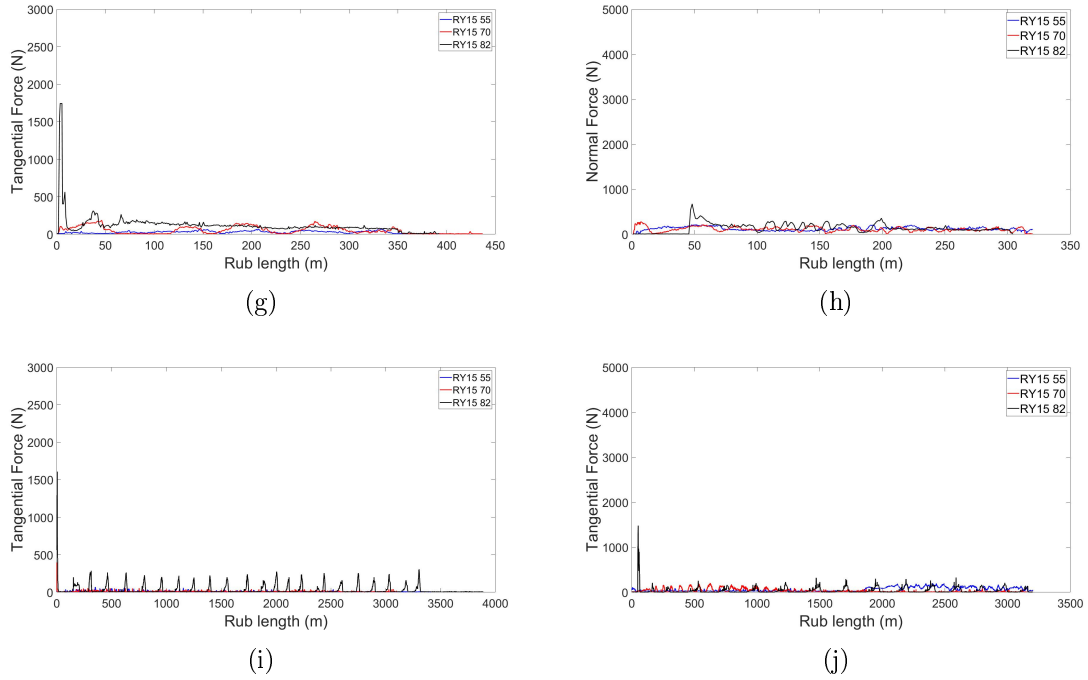 3000
2500
2000
1500
1000
500
0
Tangential Force (N)
RY15 55
RY15 70
RY15 82
0 50 100 150 200 250 300 350 400 450
Rub length (m)
(g)
5000
4000
3000
2000
1000
0
Normal Force (N)
RY15 55
RY15 70
RY15 82
0 50 100 150 200 250 300 350
Rub length (m)
(h)
3000
2500
2000
1500
1000
500
0
Tangential Force (N)
RY15 55
RY15 70
RY15 82
0 500 1000 1500 2000 2500 3000 3500 4000
Rub length (m)
(i)
5000
4000
3000
2000
1000
0
Tangential Force (N)
RY15 55
RY15 70
RY15 82
0 500 1000 1500 2000 2500 3000 3500
Rub length (m)
(j)